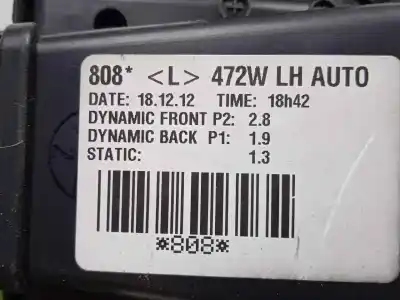 808* <L> 472W LH AUTO
DATE: 18.12.12 TIME: 18h42
DYNAMIC FRONT P2: 2.8
DYNAMIC BACK P1: 1.9
STATIC: 1.3
*808*